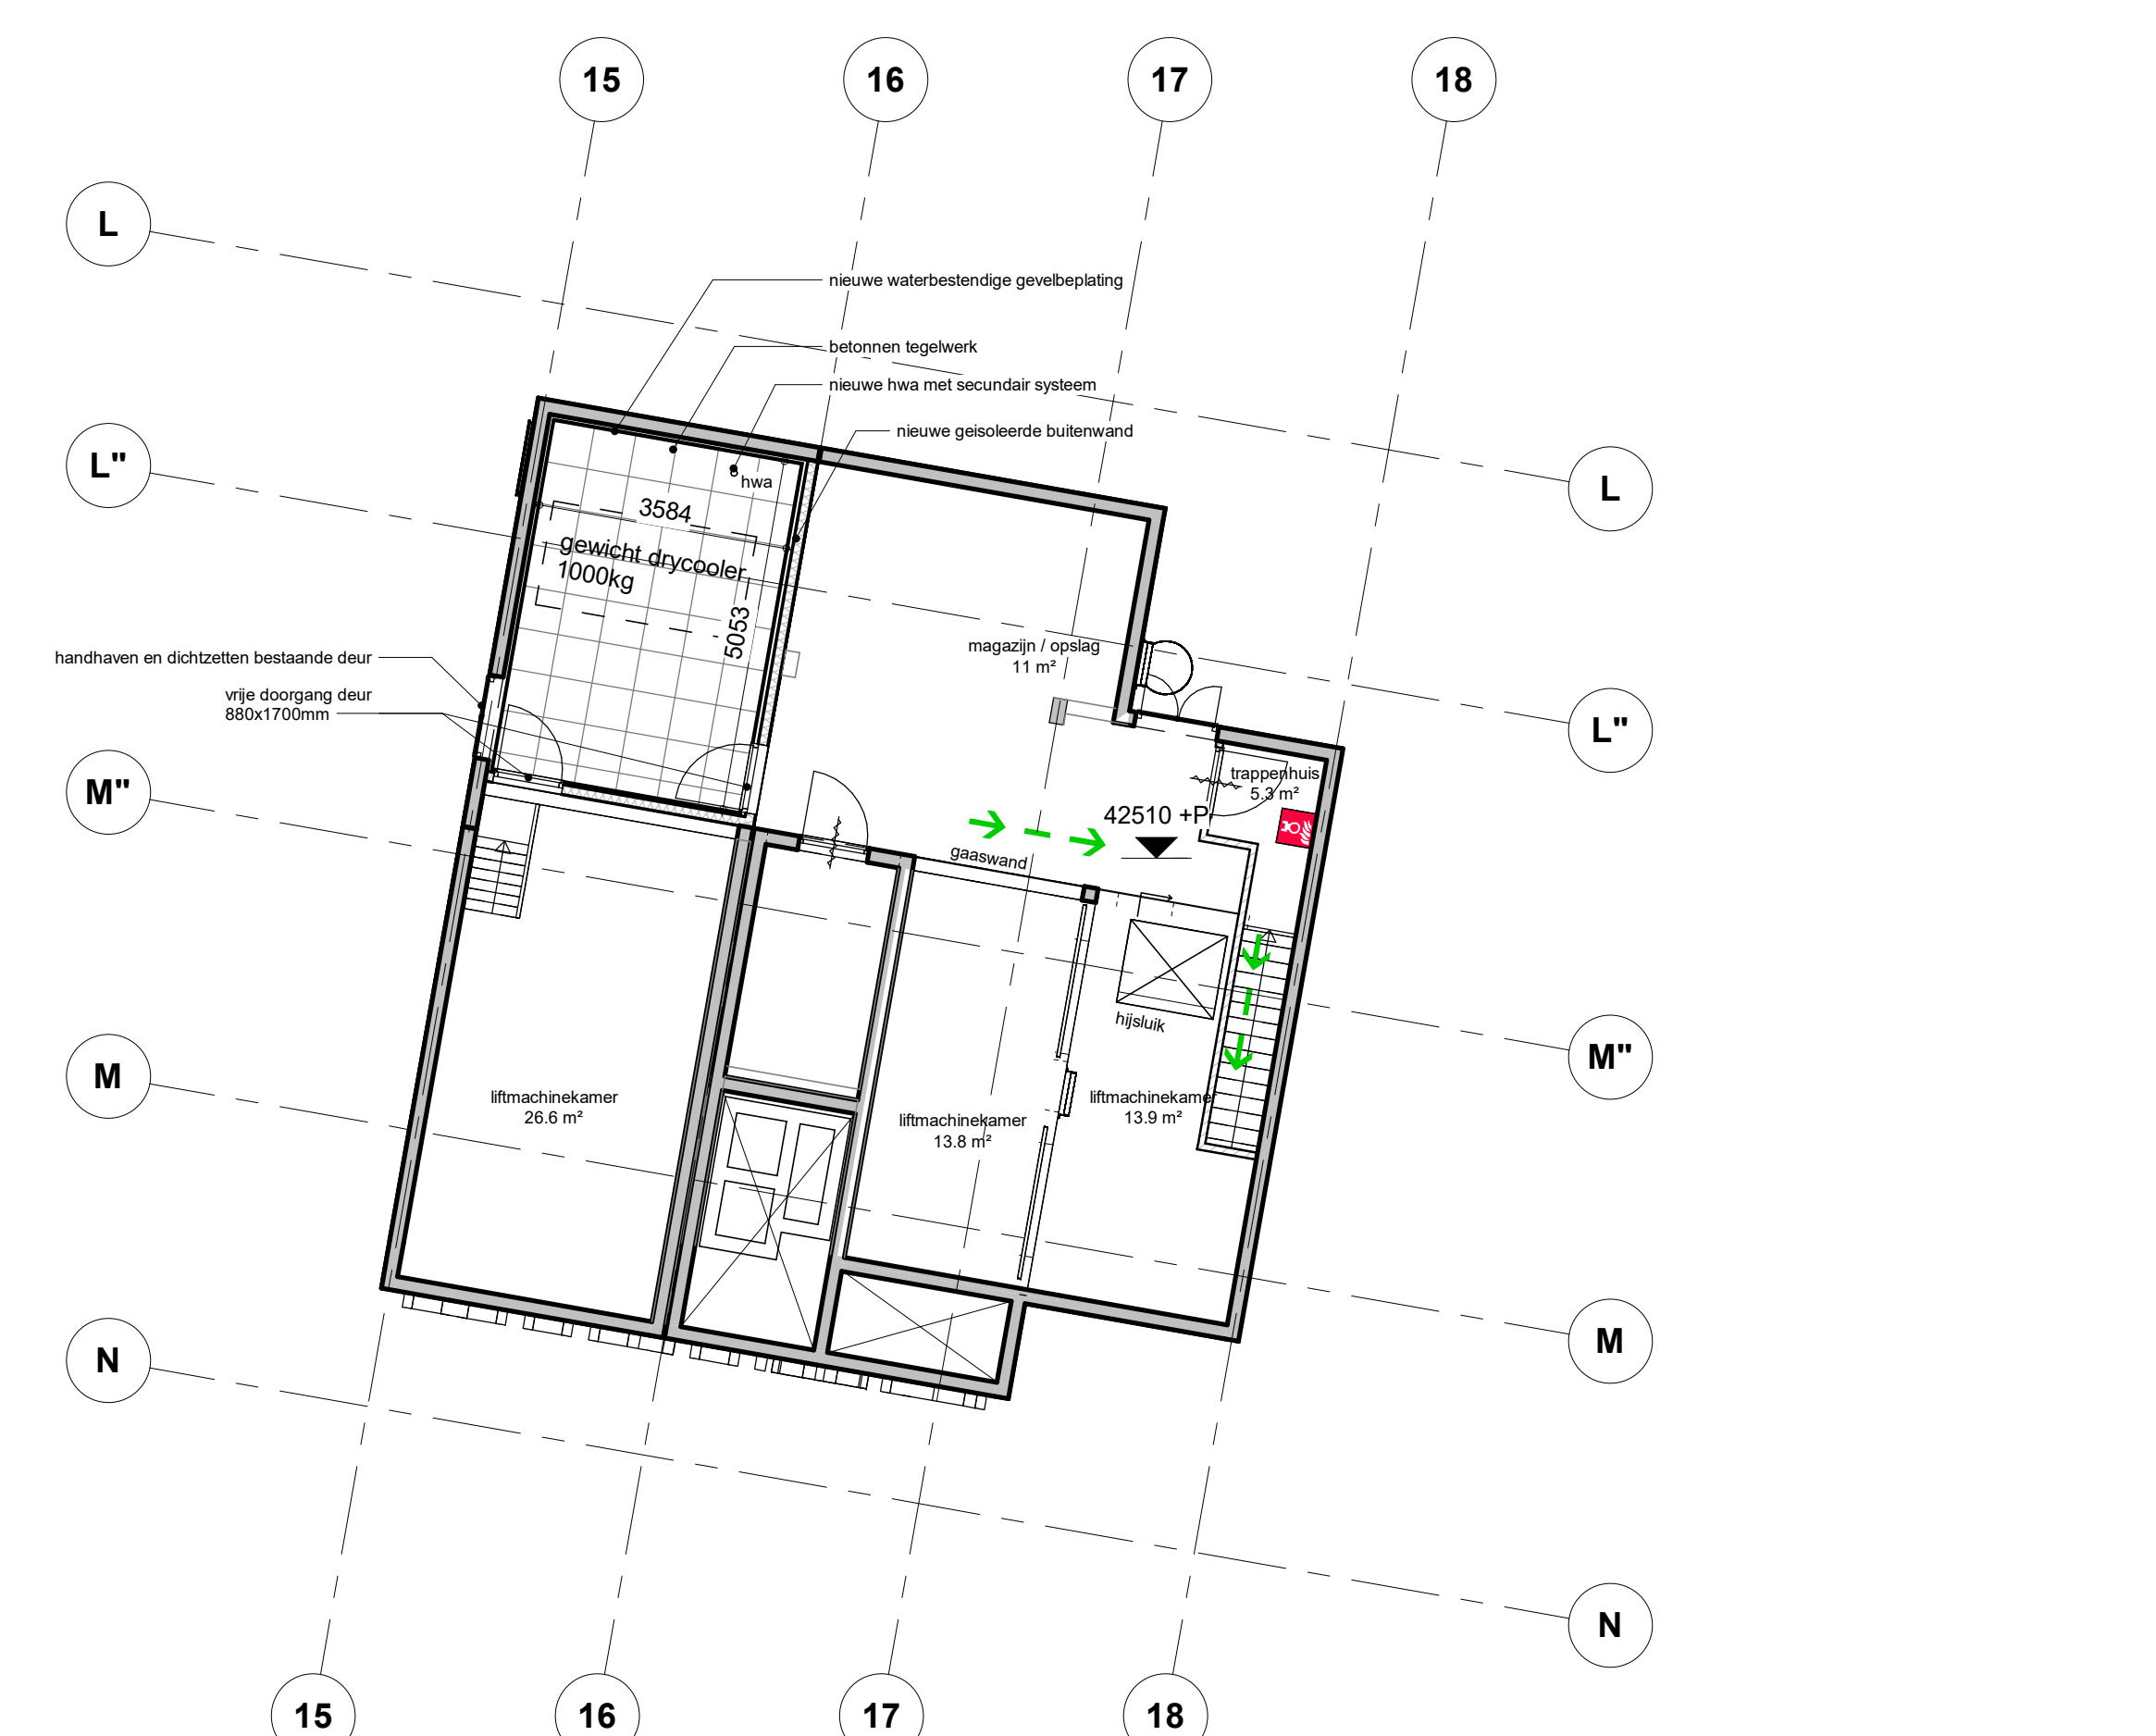 15
16
17
18
L
nieuwe waterbestendige gevelbeplating
betonnen tegelwerk
nieuwe hwa met secundair systeem
nieuwe geisoleerde buitenwand
L"
L
hwa
3584
gewicht drycooler
1000kg
5053
magazijn / opslag
11 m²
handhaven en dichtzetten bestaande deur
vrije doorgang deur
880x1700mm
L"
M"
trappenhuis
5.3 m²
42510 +P
gaaswand
hijsluik
M"
M
liftmachinekamer
26.6 m²
liftmachinekamer
13.8 m²
liftmachinekamer
13.9 m²
M
N
N
15
16
17
18